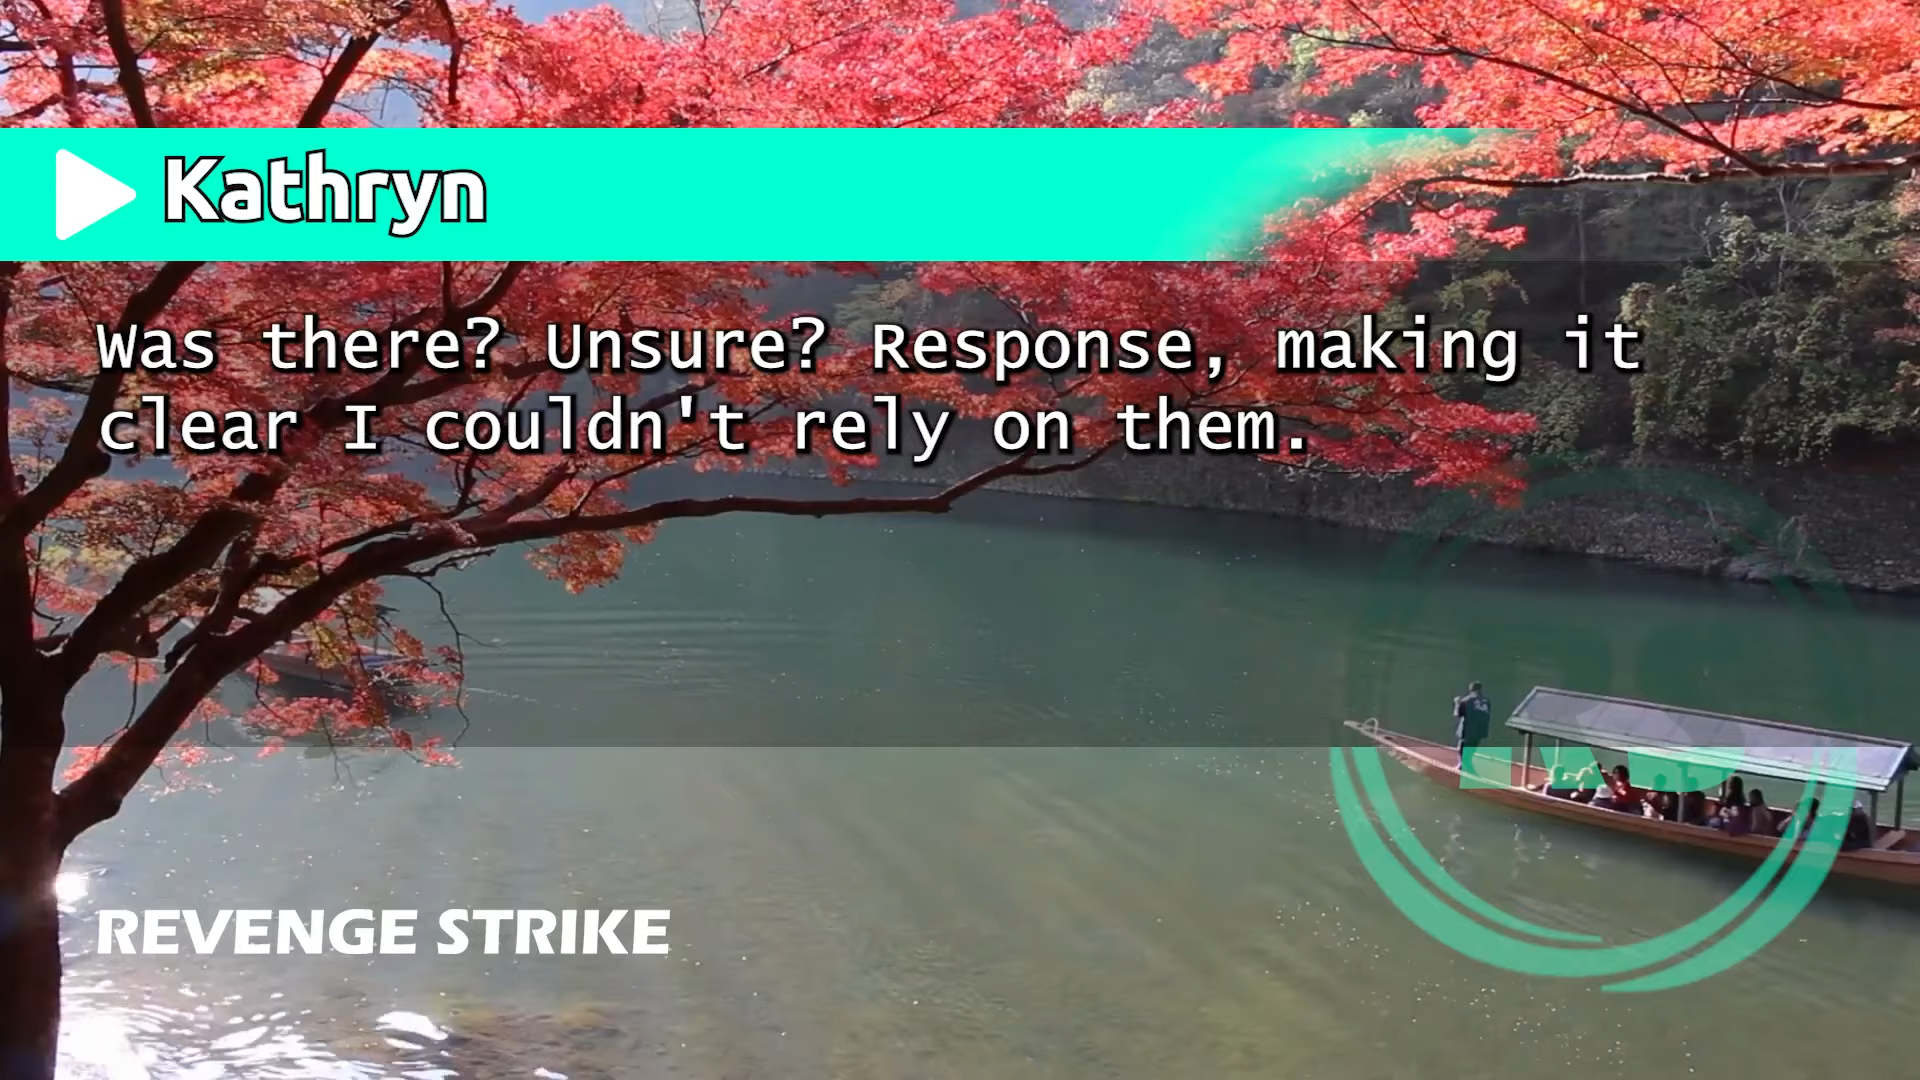 Kathryn
Was there? Unsure? Response, making it
clear I couldn't rely on them.
REVENGE STRIKE